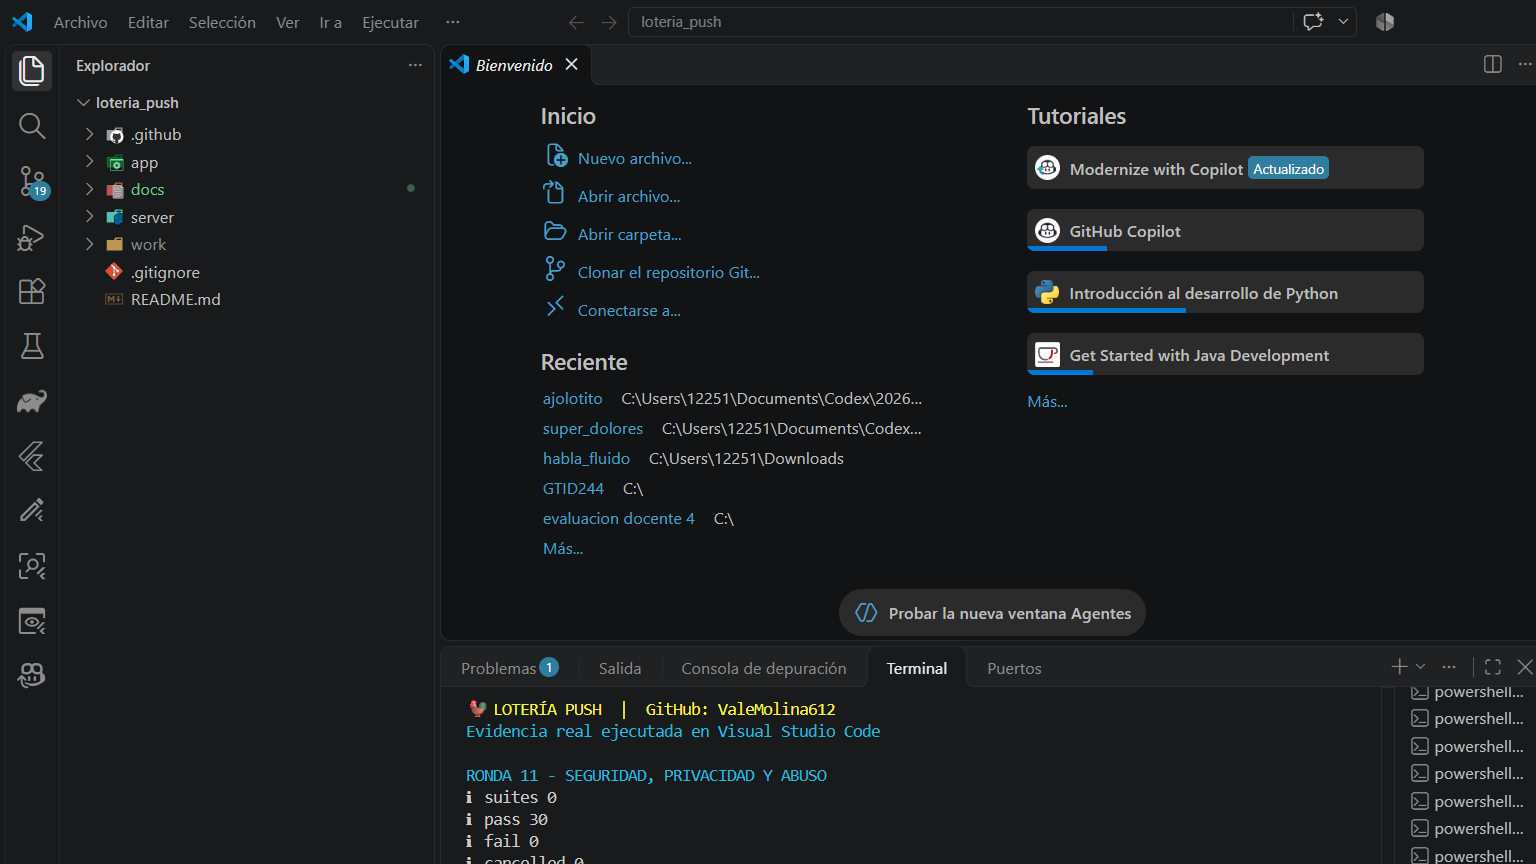 Archivo Editar Selección Ver Ir a Ejecutar ···
loteria_push
Explorador ···
loteria_push
.github
app
docs
server
work
.gitignore
README.md
19
Bienvenido
Inicio
Nuevo archivo...
Abrir archivo...
Abrir carpeta...
Clonar el repositorio Git...
Conectarse a...
Reciente
ajolotito C:\Users\12251\Documents\Codex\2026...
super_dolores C:\Users\12251\Documents\Codex...
habla_fluido C:\Users\12251\Downloads
GTID244 C:\
evaluacion docente 4 C:\
Más...
Tutoriales
Modernize with Copilot Actualizado
GitHub Copilot
Introducción al desarrollo de Python
Get Started with Java Development
Más...
Probar la nueva ventana Agentes
Problemas 1 Salida Consola de depuración Terminal Puertos
LOTERÍA PUSH | GitHub: ValeMolina612
Evidencia real ejecutada en Visual Studio Code
RONDA 11 - SEGURIDAD, PRIVACIDAD Y ABUSO
ℹ suites 0
ℹ pass 30
ℹ fail 0
ℹ cancelled 0
powershell...
powershell...
powershell...
powershell...
powershell...
powershell...
powershell...